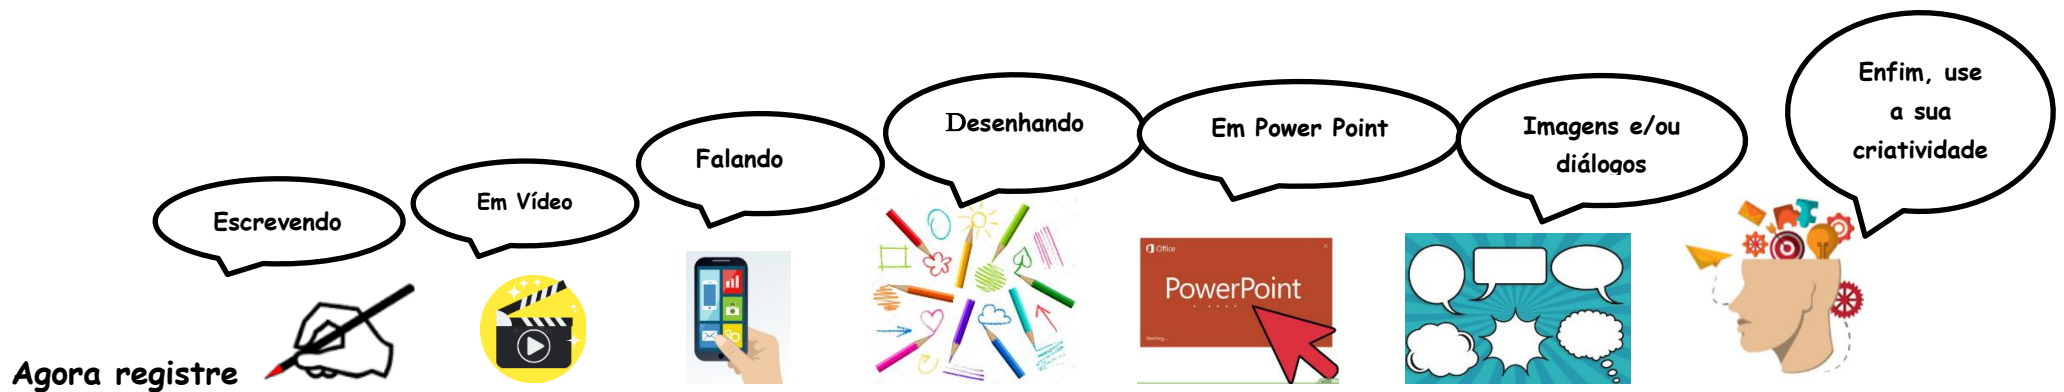 Escrevendo
Em Vídeo
Falando
Desenhando
Em Power Point
Imagens e/ou
diálogos
Enfim, use
a sua
criatividade
Office
PowerPoint
Starting...
Agora registre